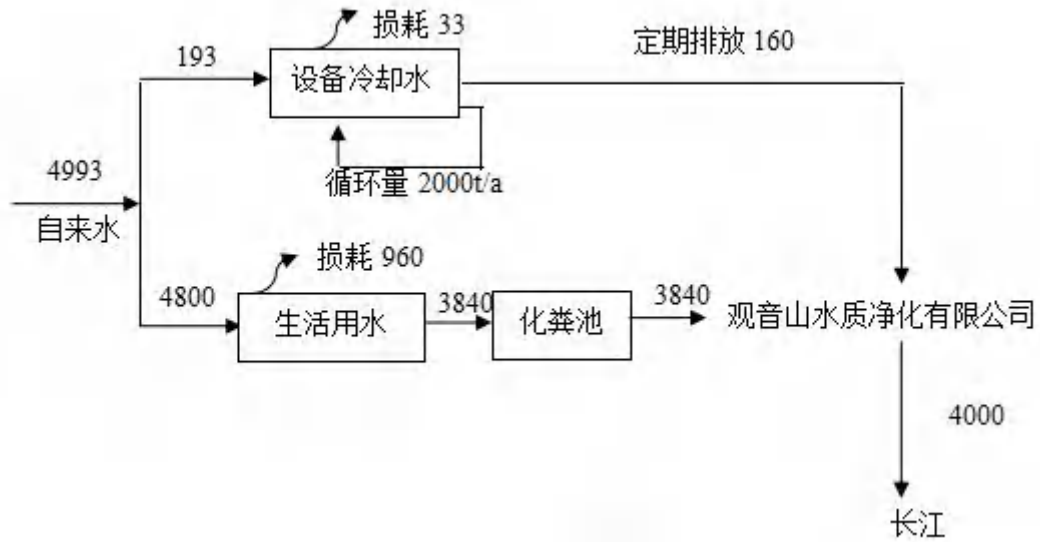 损耗 33
193
设备冷却水
定期排放 160
循环量 2000t/a
4993
自来水
损耗 960
4800
生活用水
3840
化粪池
3840
观音山水质净化有限公司
4000
长江